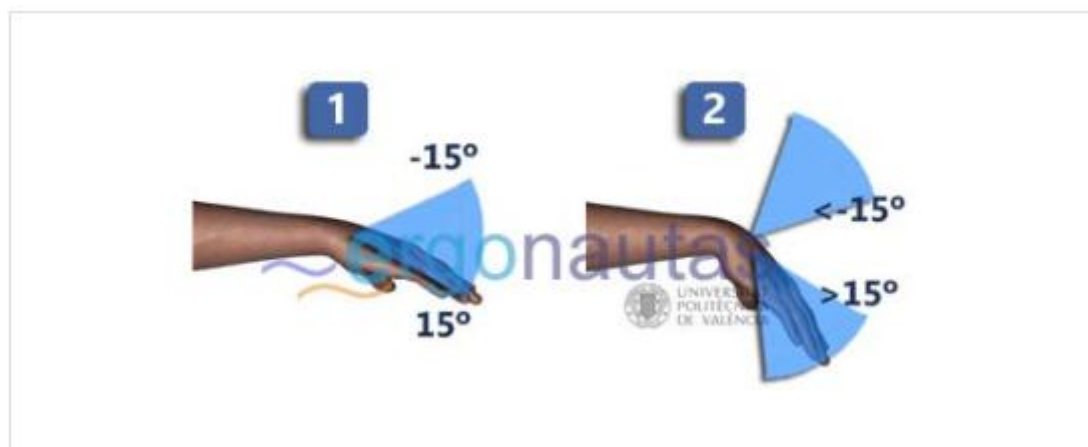 1
2
-15º
<-15º
ergonautas
UNIVERSITAT
POLITÈCNICA
DE VALÈNCIA
>15º
15º